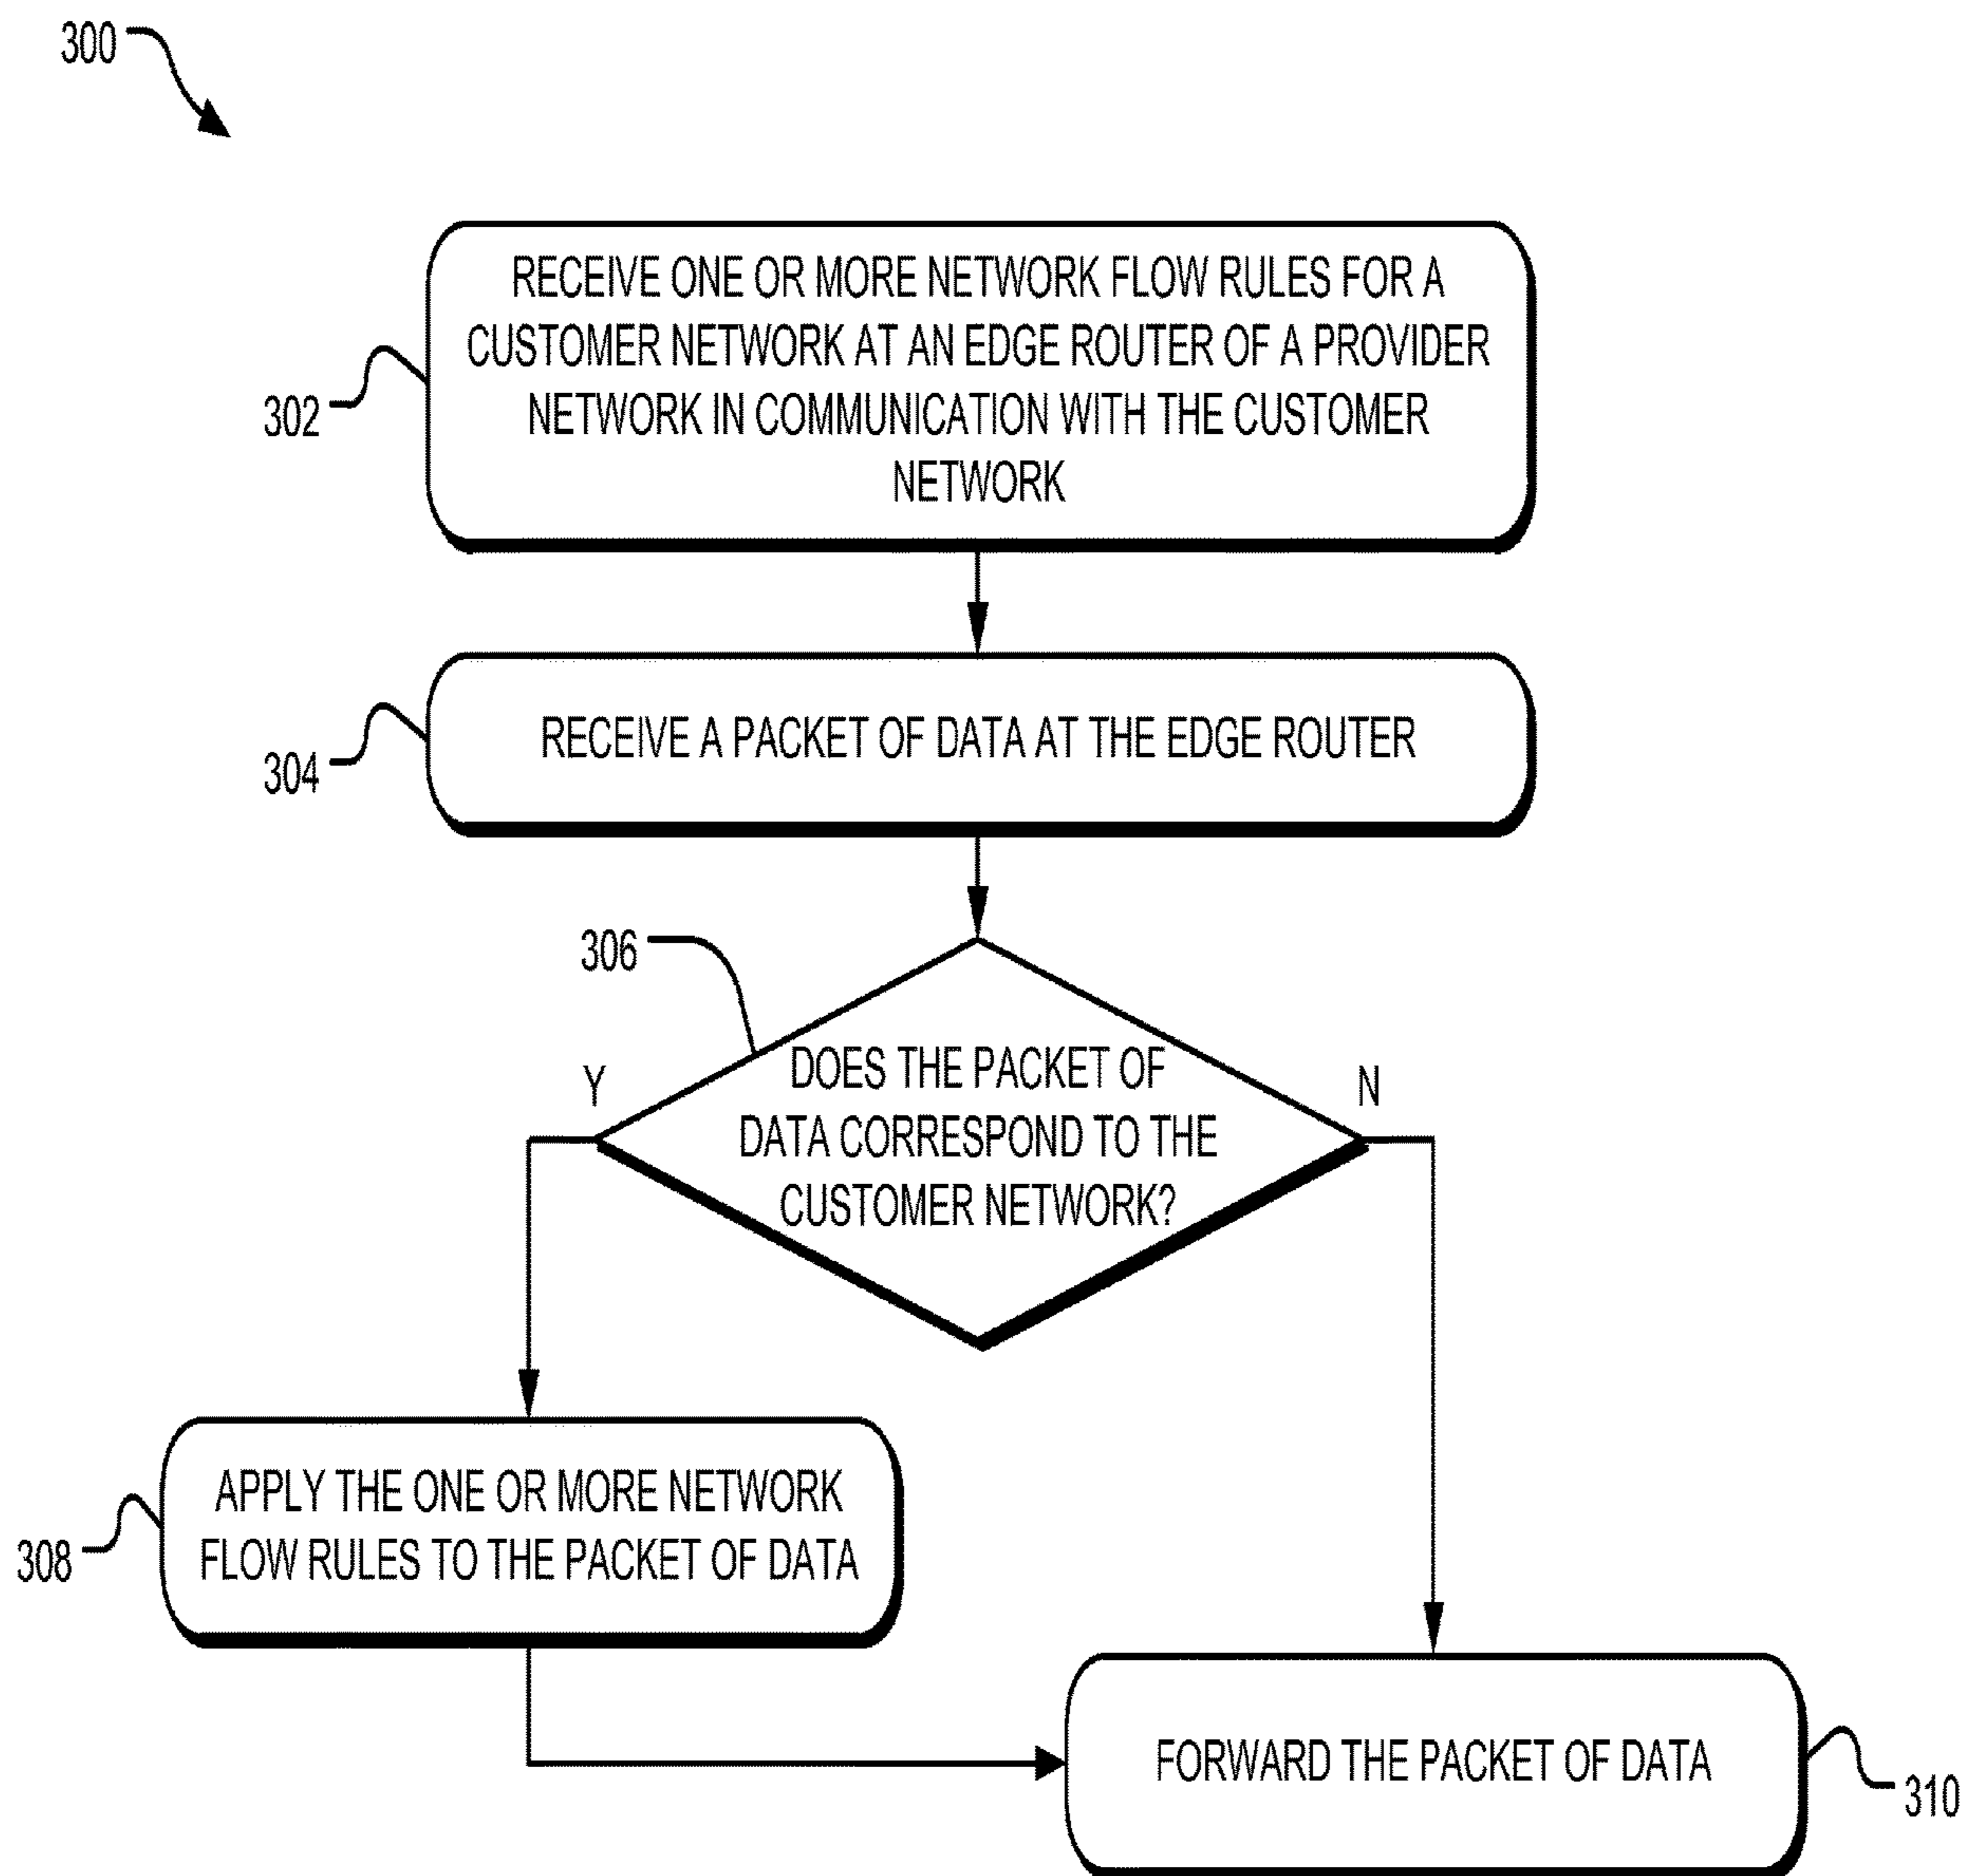 300
RECEIVE ONE OR MORE NETWORK FLOW RULES FOR A
CUSTOMER NETWORK AT AN EDGE ROUTER OF A PROVIDER
NETWORK IN COMMUNICATION WITH THE CUSTOMER
NETWORK
302
RECEIVE A PACKET OF DATA AT THE EDGE ROUTER
304
306
DOES THE PACKET OF
DATA CORRESPOND TO THE
CUSTOMER NETWORK?
Y
N
APPLY THE ONE OR MORE NETWORK
FLOW RULES TO THE PACKET OF DATA
308
FORWARD THE PACKET OF DATA
310